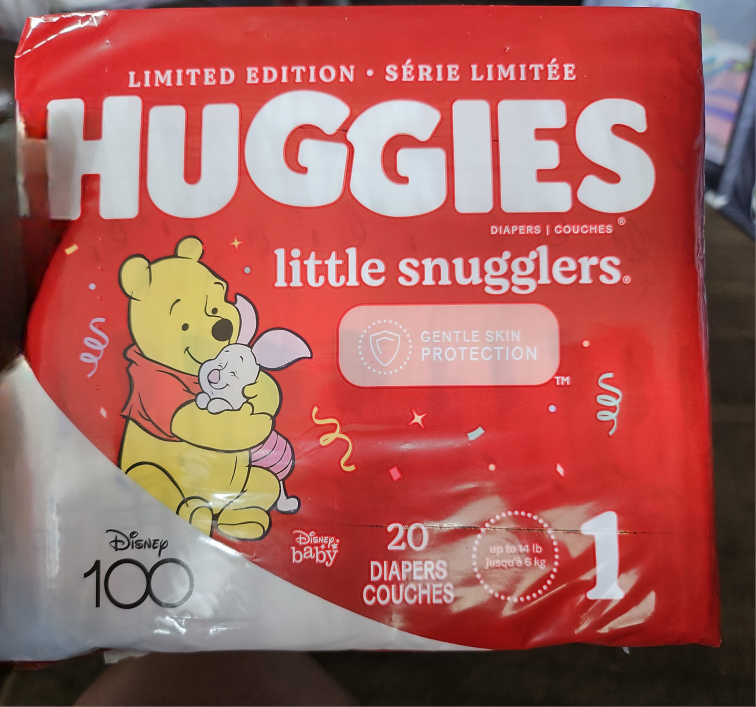 LIMITED EDITION • SÉRIE LIMITÉE
HUGGIES®
DIAPERS | COUCHES
little snugglers®
GENTLE SKIN
PROTECTION
TM
Disney
100
Disney
baby
20
DIAPERS
COUCHES
up to 14 lb
Jusqu'à 6 kg
1